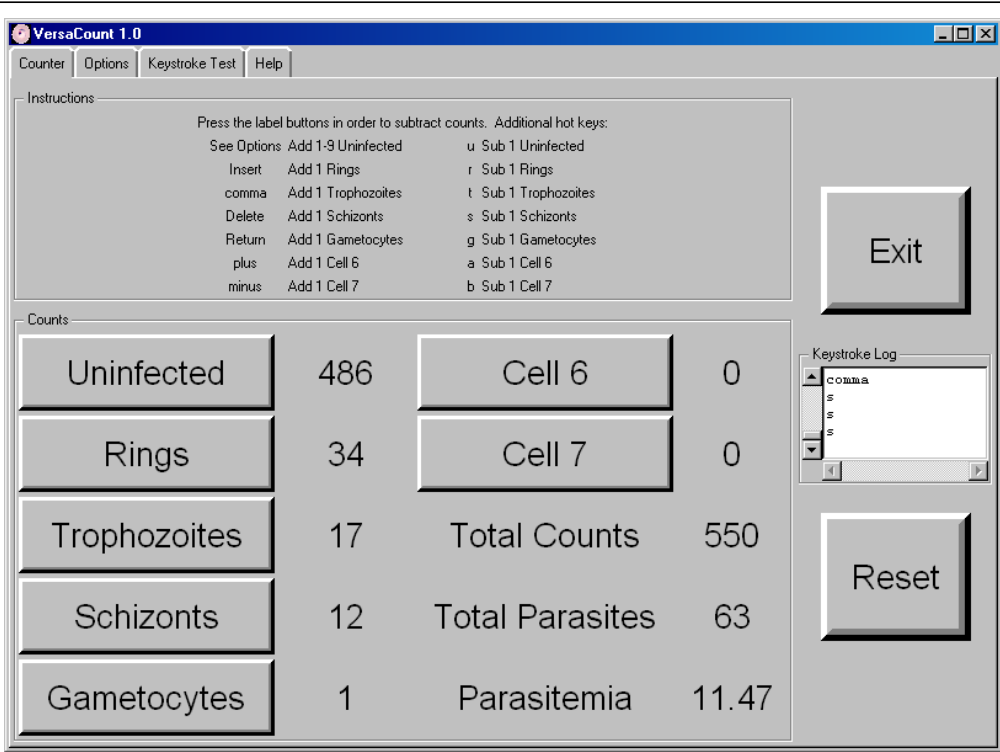 VersaCount 1.0
Counter Options Keystroke Test Help
Instructions
Press the label buttons in order to subtract counts. Additional hot keys:
See Options Add 1-9 Uninfected u Sub 1 Uninfected
Insert Add 1 Rings r Sub 1 Rings
comma Add 1 Trophozoites t Sub 1 Trophozoites
Delete Add 1 Schizonts s Sub 1 Schizonts
Return Add 1 Gametocytes g Sub 1 Gametocytes
plus Add 1 Cell 6 a Sub 1 Cell 6
minus Add 1 Cell 7 b Sub 1 Cell 7
Exit
Counts
Uninfected 486 Cell 6 0
Rings 34 Cell 7 0
Trophozoites 17 Total Counts 550
Schizonts 12 Total Parasites 63
Gametocytes 1 Parasitemia 11.47
Keystroke Log
comma
s
s
s
Reset